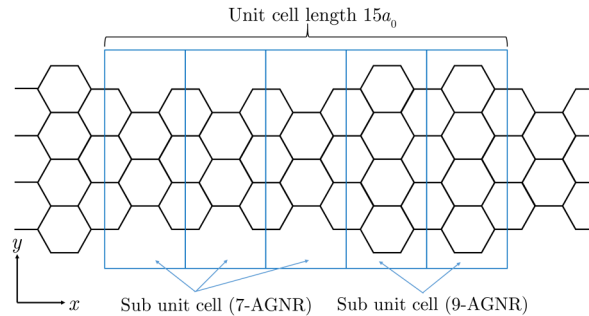 Unit cell length 15a₀
y
x
Sub unit cell (7-AGNR) Sub unit cell (9-AGNR)